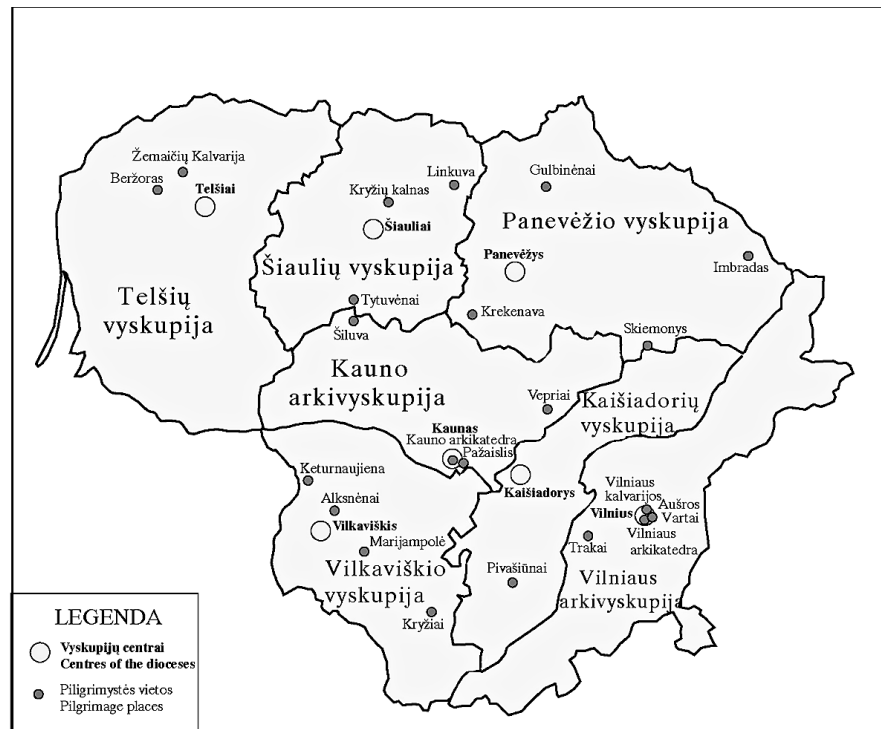 Žemaičių Kalvarija
Beržoras
Telšiai
Telšių
vyskupija
Linkuva
Kryžių kalnas
Šiauliai
Šiaulių vyskupija
Tytuvėnai
Šiluva
Gulbinėnai
Panevėžio vyskupija
Panevėžys
Imbradas
Krekenava
Skiemonys
Kauno
arkivyskupija
Vepriai
Kaunas
Kauno arkikatedra
Pažaislis
Kaišiadorių
vyskupija
Kaišiadorys
Pivašiūnai
Keturnaujiena
Alksnėnai
Vilkaviškis
Marijampolė
Vilkaviškio
vyskupija
Kryžiai
Vilniaus
kalvarijos
Vilnius
Aušros
Vartai
Vilniaus
arkikatedra
Trakai
Vilniaus
arkivyskupija
LEGENDA
Vyskupijų centrai
Centres of the dioceses
Piligrimystės vietos
Pilgrimage places